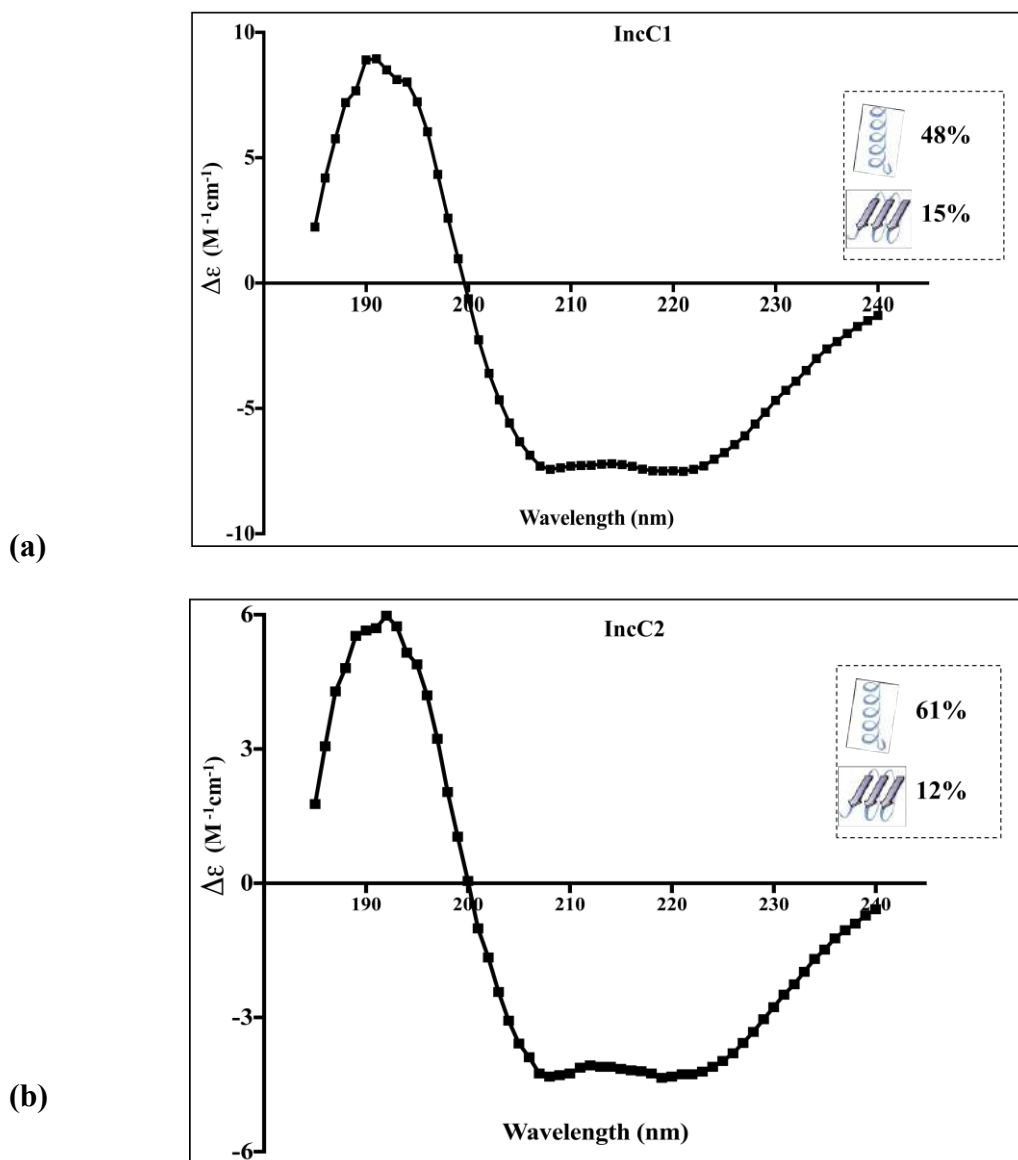 IncC1
10
5
0
-5
-10
Δε (M⁻¹cm⁻¹)
190 200 210 220 230 240
Wavelength (nm)
48%
15%
(a)
IncC2
6
3
0
-3
-6
Δε (M⁻¹cm⁻¹)
190 200 210 220 230 240
Wavelength (nm)
61%
12%
(b)